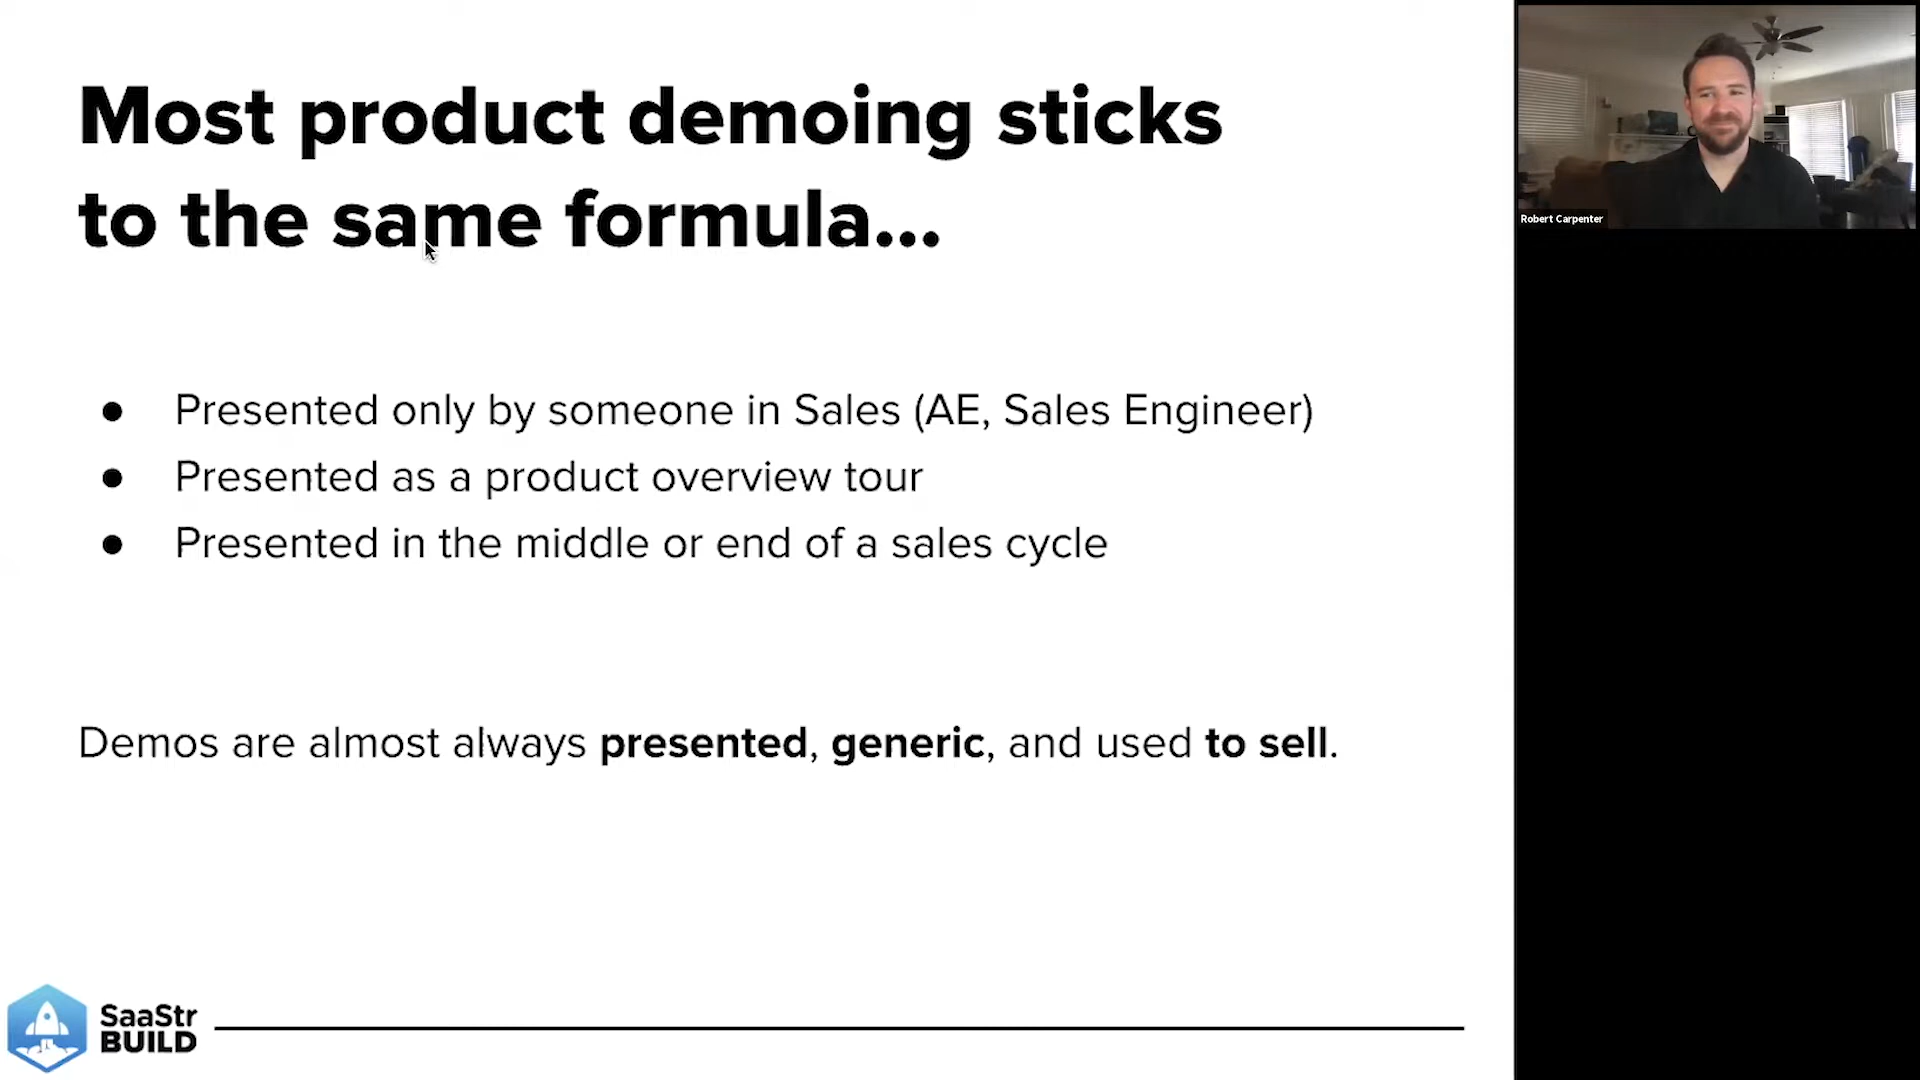 Most product demoing sticks
to the same formula...
● Presented only by someone in Sales (AE, Sales Engineer)
● Presented as a product overview tour
● Presented in the middle or end of a sales cycle
Demos are almost always presented, generic, and used to sell.
SaaStr
BUILD
Robert Carpenter